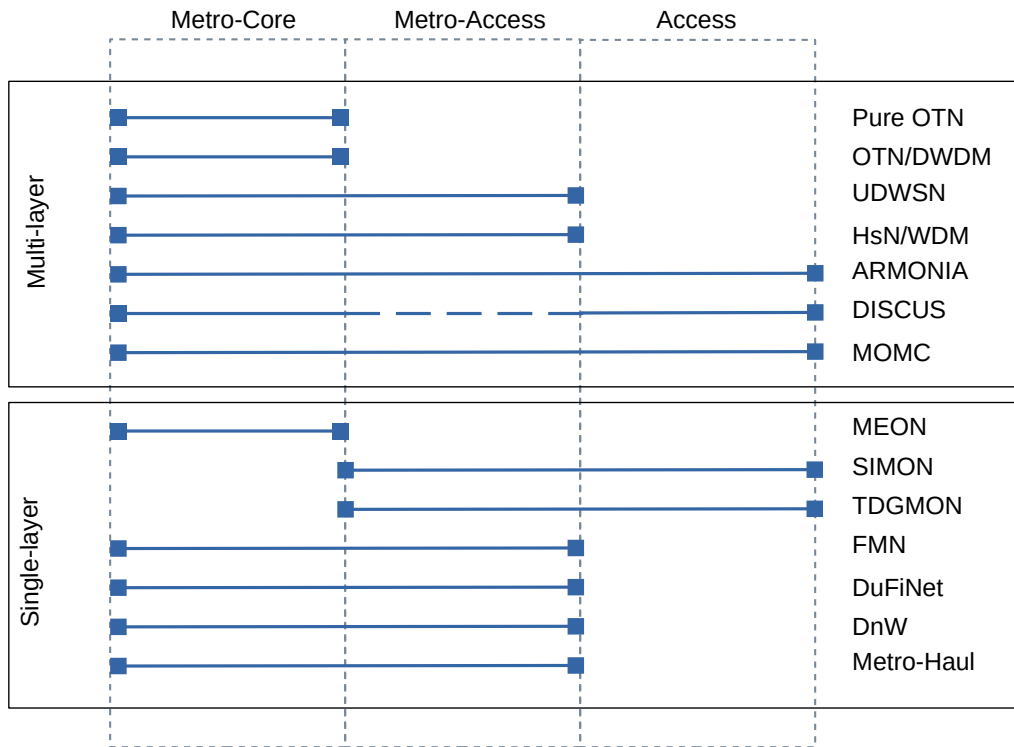 Metro-Core Metro-Access Access
Multi-layer
Pure OTN
OTN/DWDM
UDWSN
HsN/WDM
ARMONIA
DISCUS
MOMC
Single-layer
MEON
SIMON
TDGMON
FMN
DuFiNet
DnW
Metro-Haul